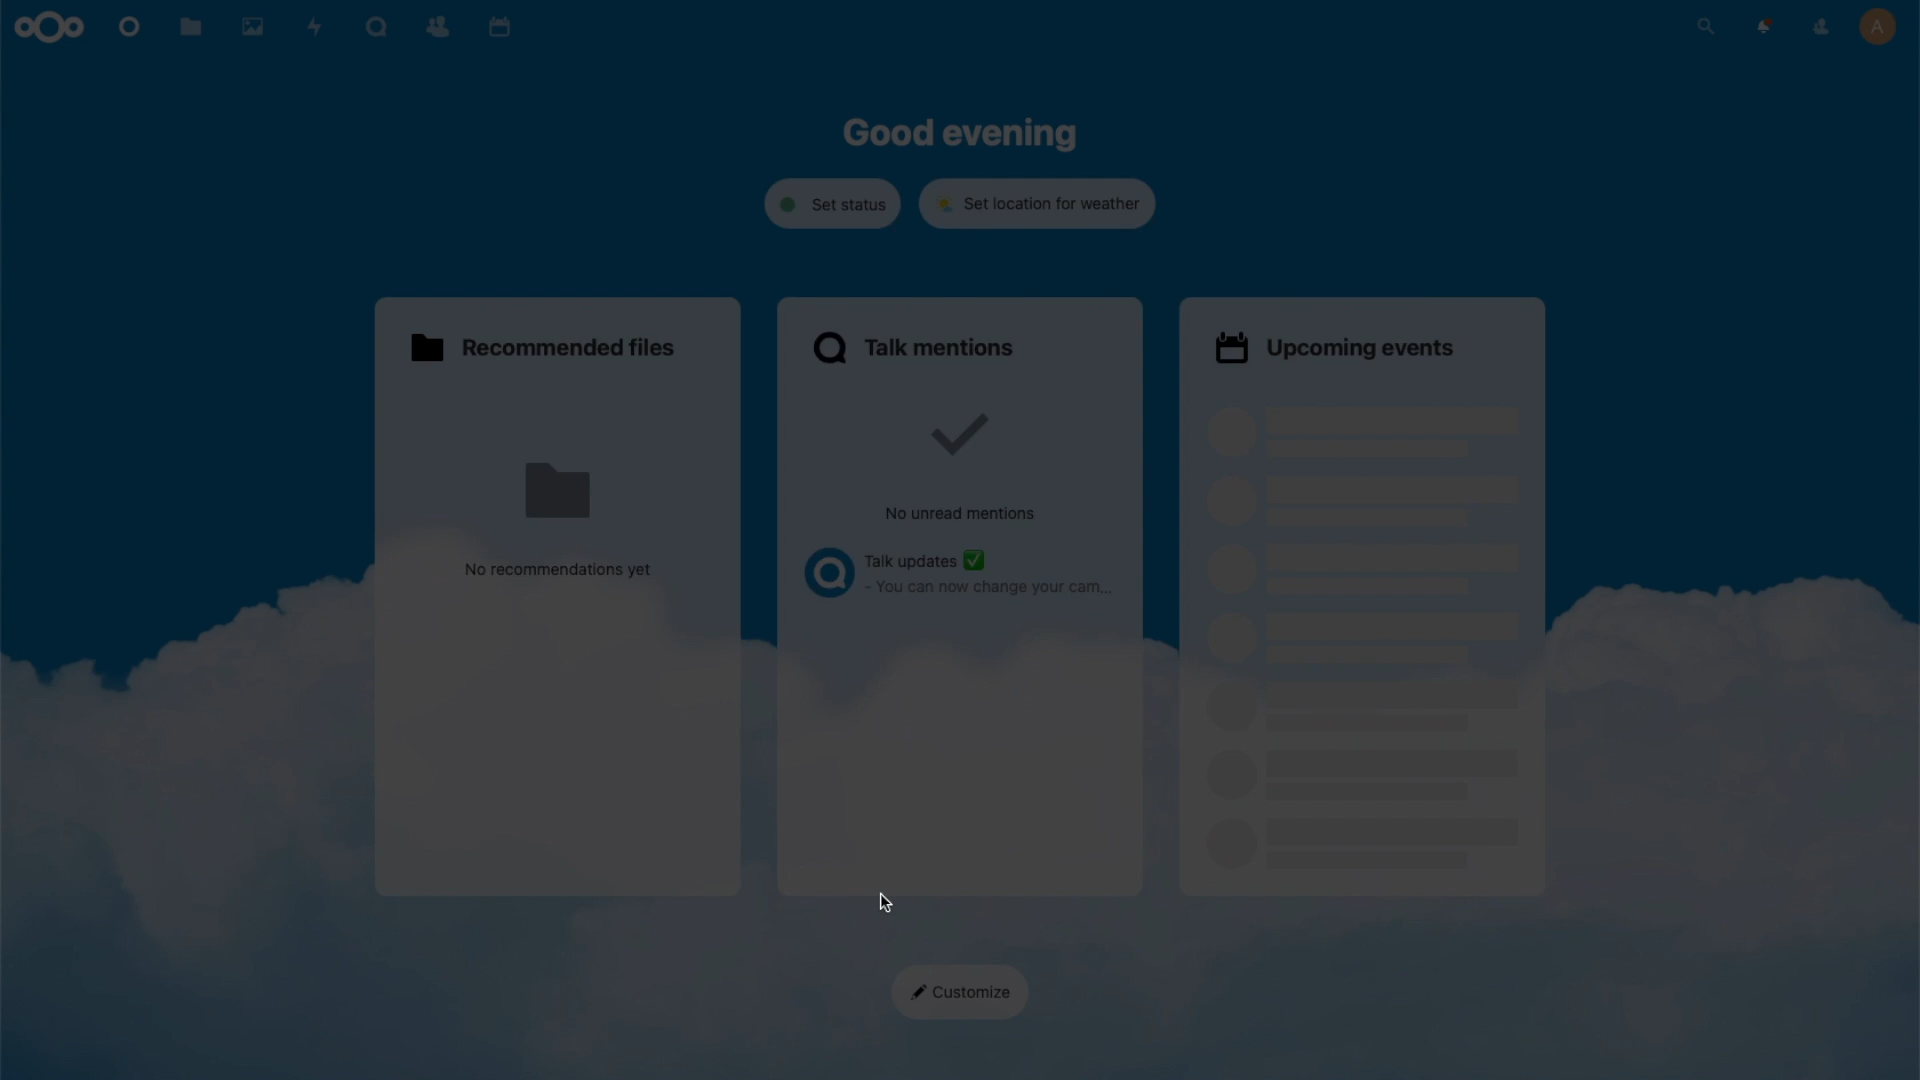 A
Good evening
Set status
Set location for weather
Recommended files
Talk mentions
Upcoming events
No unread mentions
Talk updates ✅
- You can now change your cam...
No recommendations yet
Customize